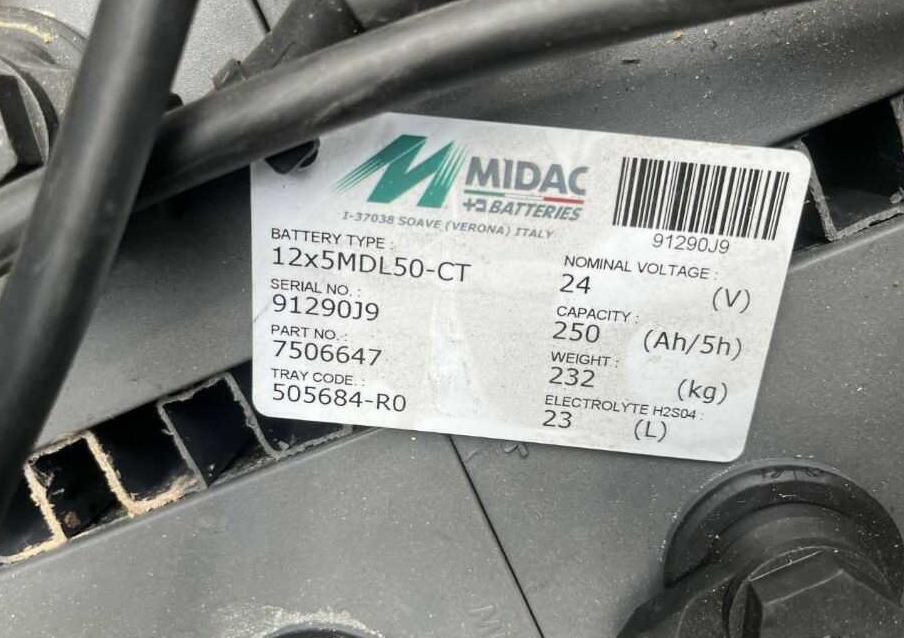 MIDAC
BATTERIES
I-37038 SOAVE (VERONA) ITALY
91290J9
BATTERY TYPE :
12x5MDL50-CT
SERIAL NO. :
91290J9
PART NO. :
7506647
TRAY CODE. :
505684-R0
NOMINAL VOLTAGE :
24 (V)
CAPACITY :
250 (Ah/5h)
WEIGHT :
232 (kg)
ELECTROLYTE H2S04 :
23 (L)